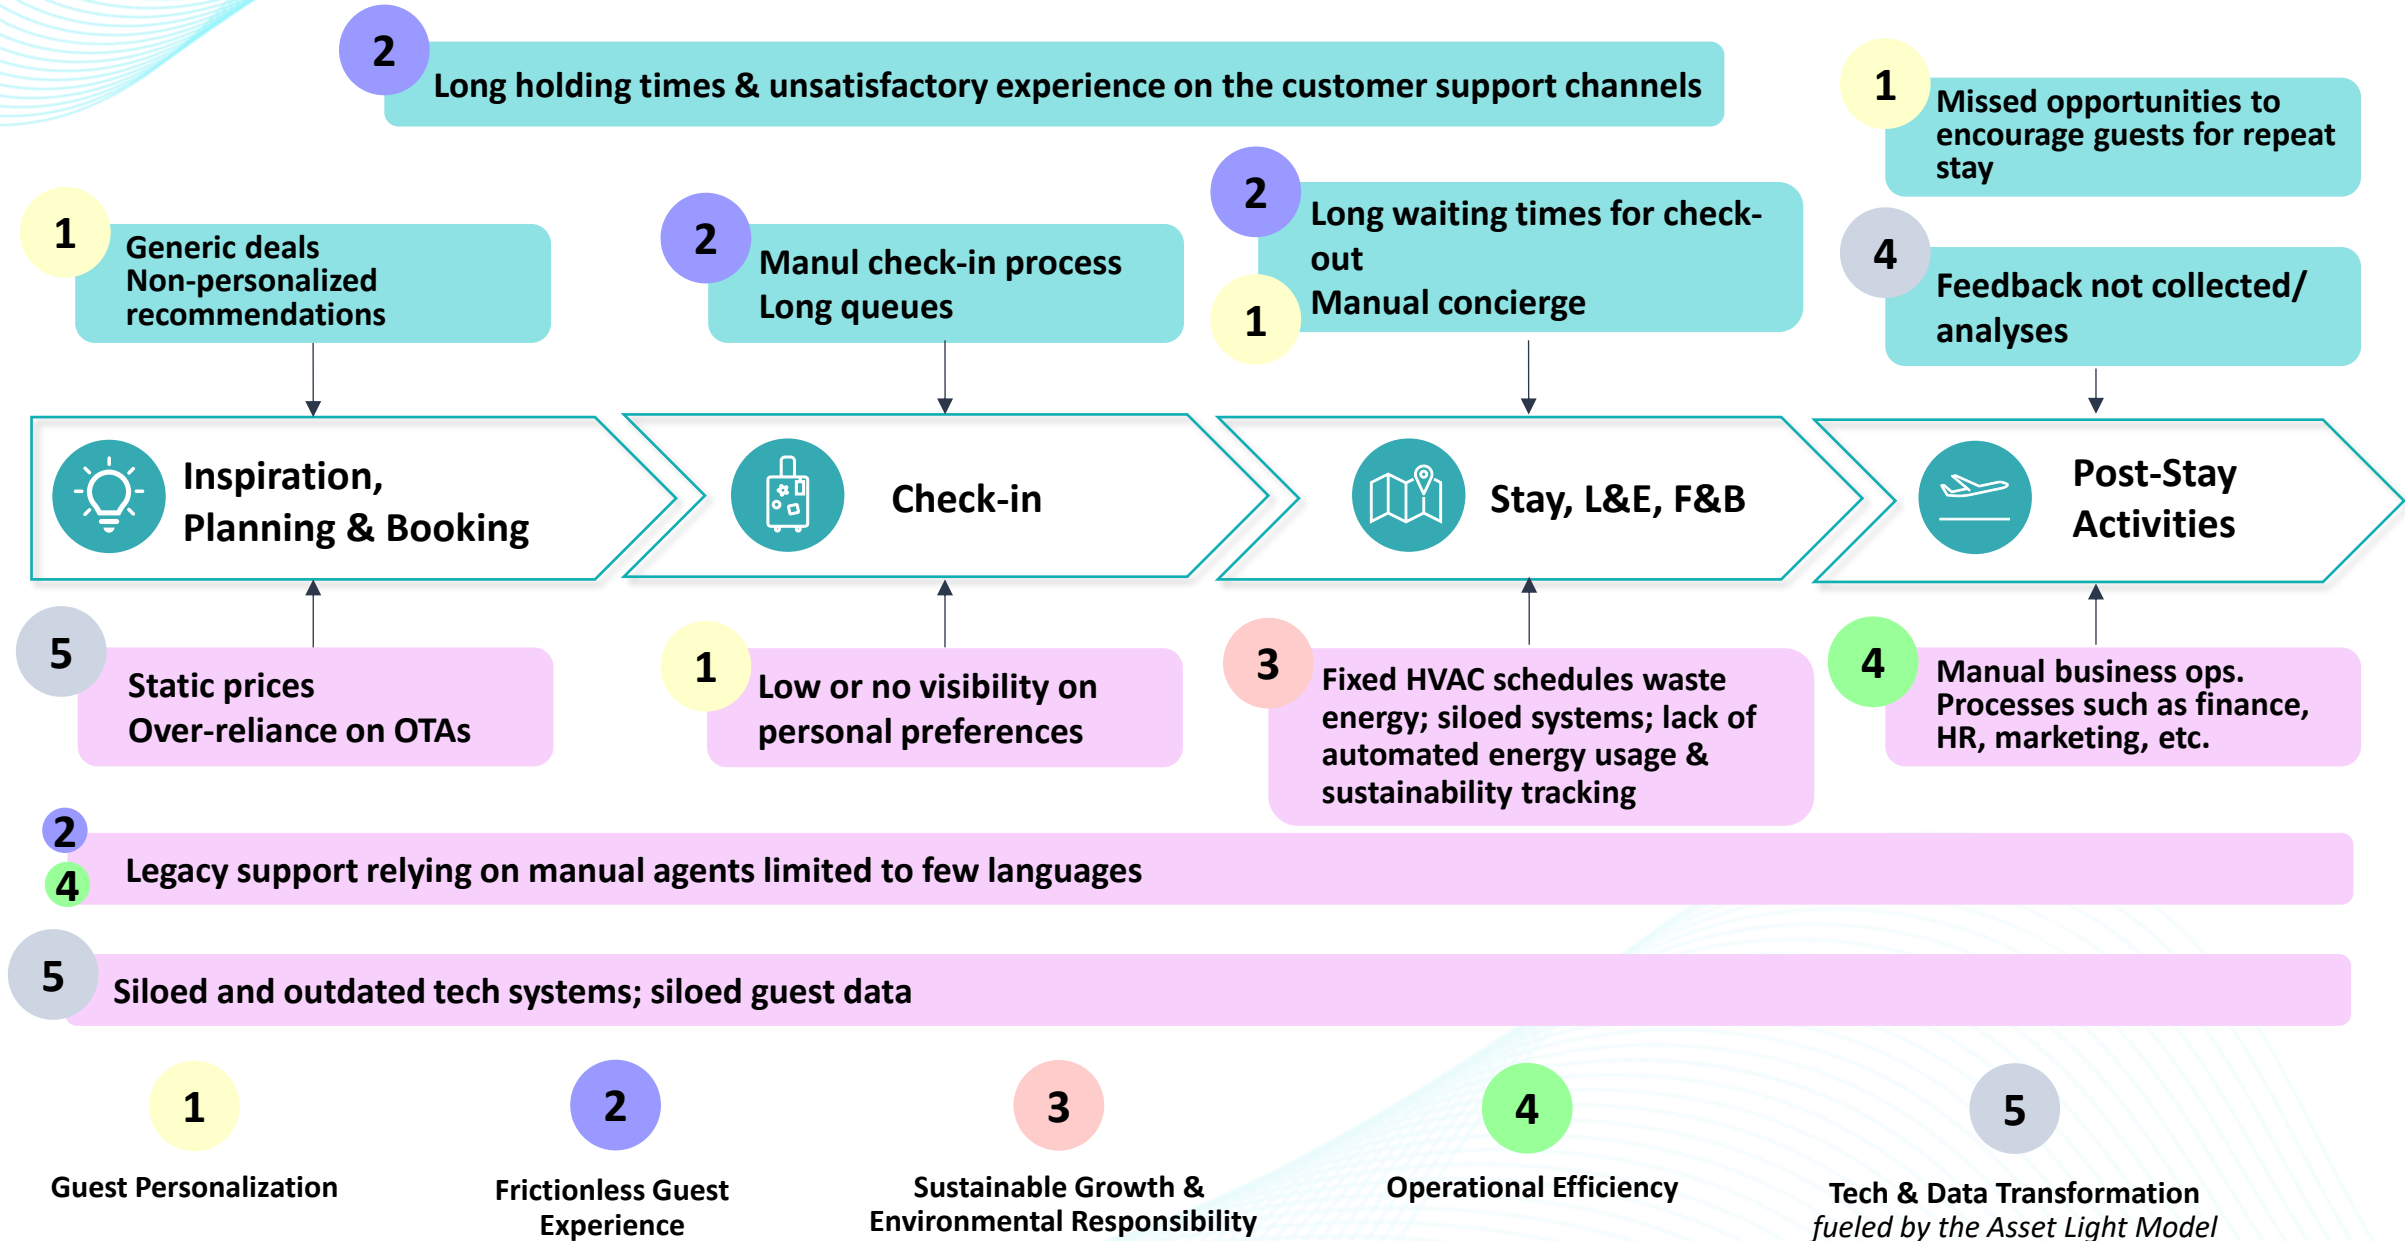 2
Long holding times & unsatisfactory experience on the customer support channels
1
Missed opportunities to
encourage guests for repeat
stay
1
Generic deals
Non-personalized
recommendations
2
Manul check-in process
Long queues
2
1
Long waiting times for check-
out
Manual concierge
4
Feedback not collected/
analyses
Inspiration,
Planning & Booking
Check-in
Stay, L&E, F&B
Post-Stay
Activities
5
Static prices
Over-reliance on OTAs
1
Low or no visibility on
personal preferences
3
Fixed HVAC schedules waste
energy; siloed systems; lack of
automated energy usage &
sustainability tracking
4
Manual business ops.
Processes such as finance,
HR, marketing, etc.
2
4
Legacy support relying on manual agents limited to few languages
5
Siloed and outdated tech systems; siloed guest data
1
Guest Personalization
2
Frictionless Guest
Experience
3
Sustainable Growth &
Environmental Responsibility
4
Operational Efficiency
5
Tech & Data Transformation
fueled by the Asset Light Model